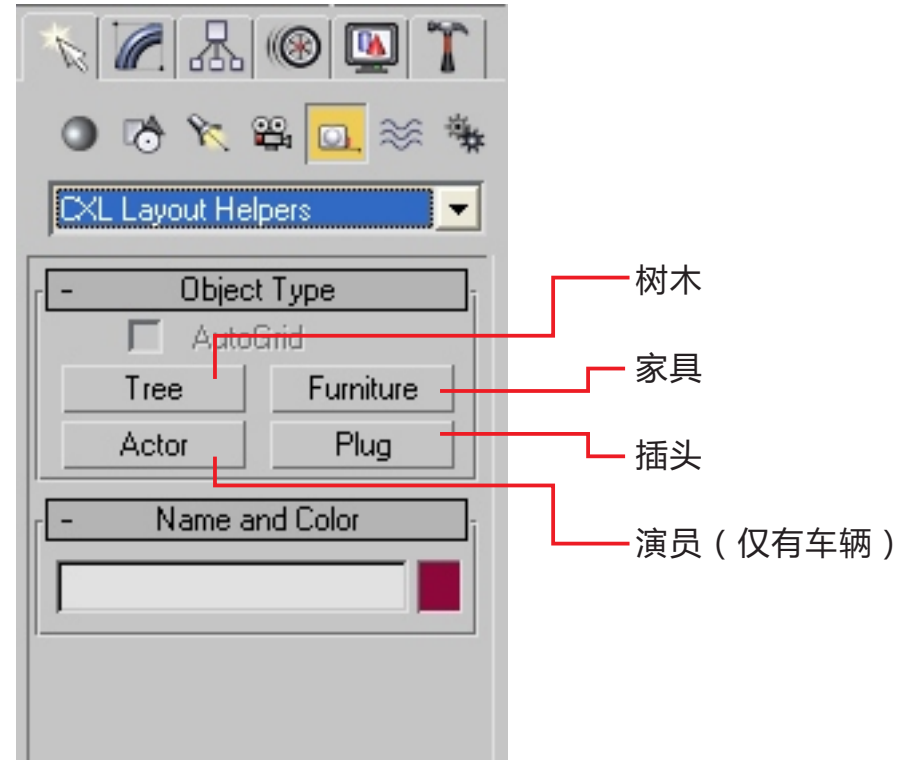 CXL Layout Helpers
- Object Type
AutoGrid
Tree Furniture
Actor Plug
- Name and Color
树木
家具
插头
演员（仅有车辆）